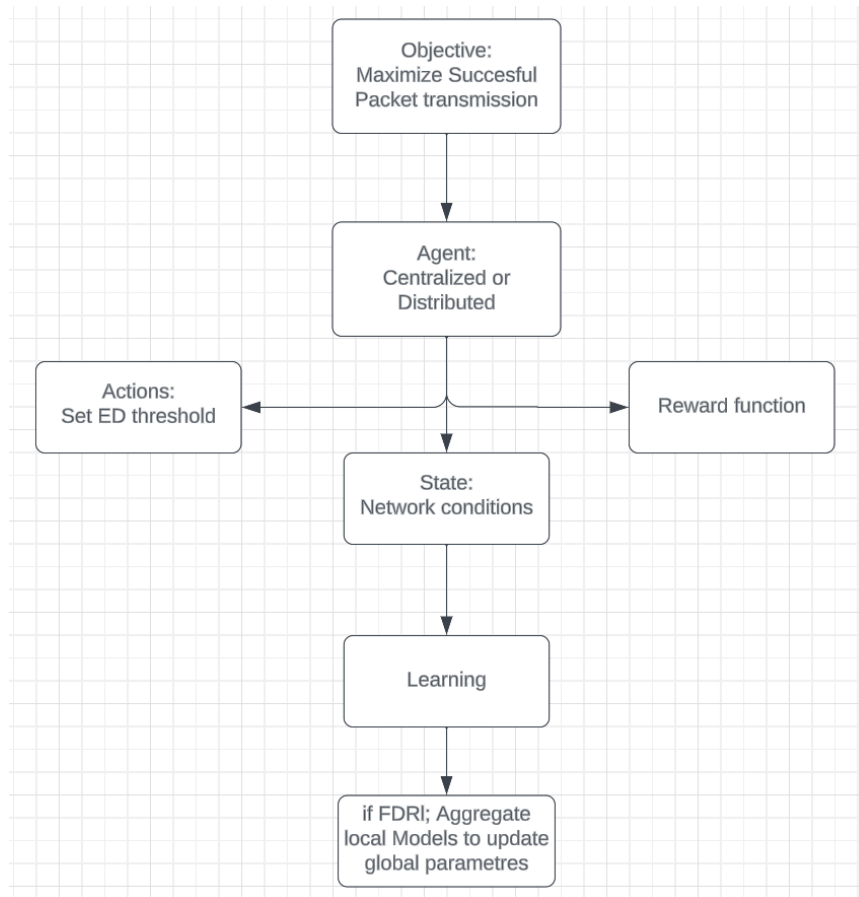 Objective:
Maximize Succesful
Packet transmission
Agent:
Centralized or
Distributed
Actions:
Set ED threshold
Reward function
State:
Network conditions
Learning
if FDRl; Aggregate
local Models to update
global parametres